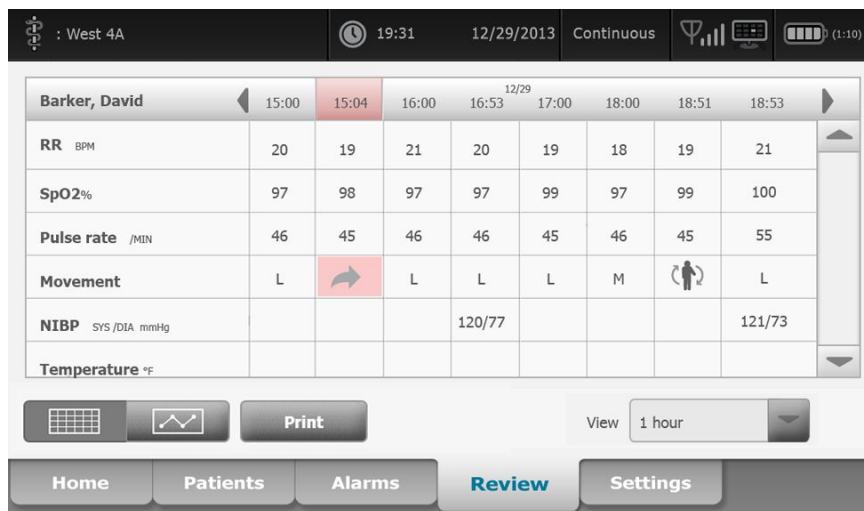 : West 4A 19:31 12/29/2013 Continuous (1:10)
12/29
Barker, David 15:00 15:04 16:00 16:53 17:00 18:00 18:51 18:53
RR BPM 20 19 21 20 19 18 19 21
SpO2% 97 98 97 97 99 97 99 100
Pulse rate /MIN 46 45 46 46 45 46 45 55
Movement L L L L M L
NIBP SYS /DIA mmHg 120/77 121/73
Temperature °F
Print View 1 hour
Home Patients Alarms Review Settings